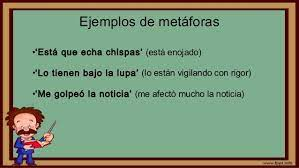 Ejemplos de metáforas
•'Está que echa chispas' (está enojado)
•'Lo tienen bajo la lupa' (lo están vigilando con rigor)
•'Me golpeó la noticia' (me afectó mucho la noticia)